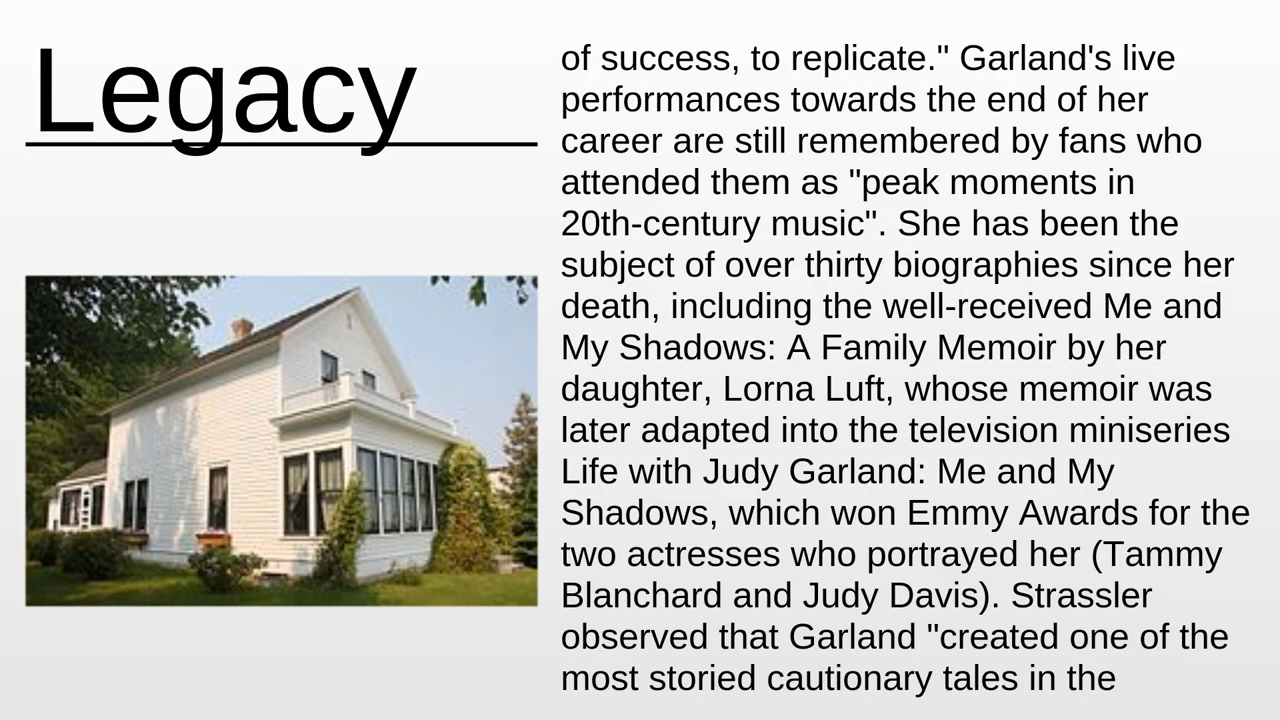 Legacy
of success, to replicate." Garland's live
performances towards the end of her
career are still remembered by fans who
attended them as "peak moments in
20th-century music". She has been the
subject of over thirty biographies since her
death, including the well-received Me and
My Shadows: A Family Memoir by her
daughter, Lorna Luft, whose memoir was
later adapted into the television miniseries
Life with Judy Garland: Me and My
Shadows, which won Emmy Awards for the
two actresses who portrayed her (Tammy
Blanchard and Judy Davis). Strassler
observed that Garland "created one of the
most storied cautionary tales in the